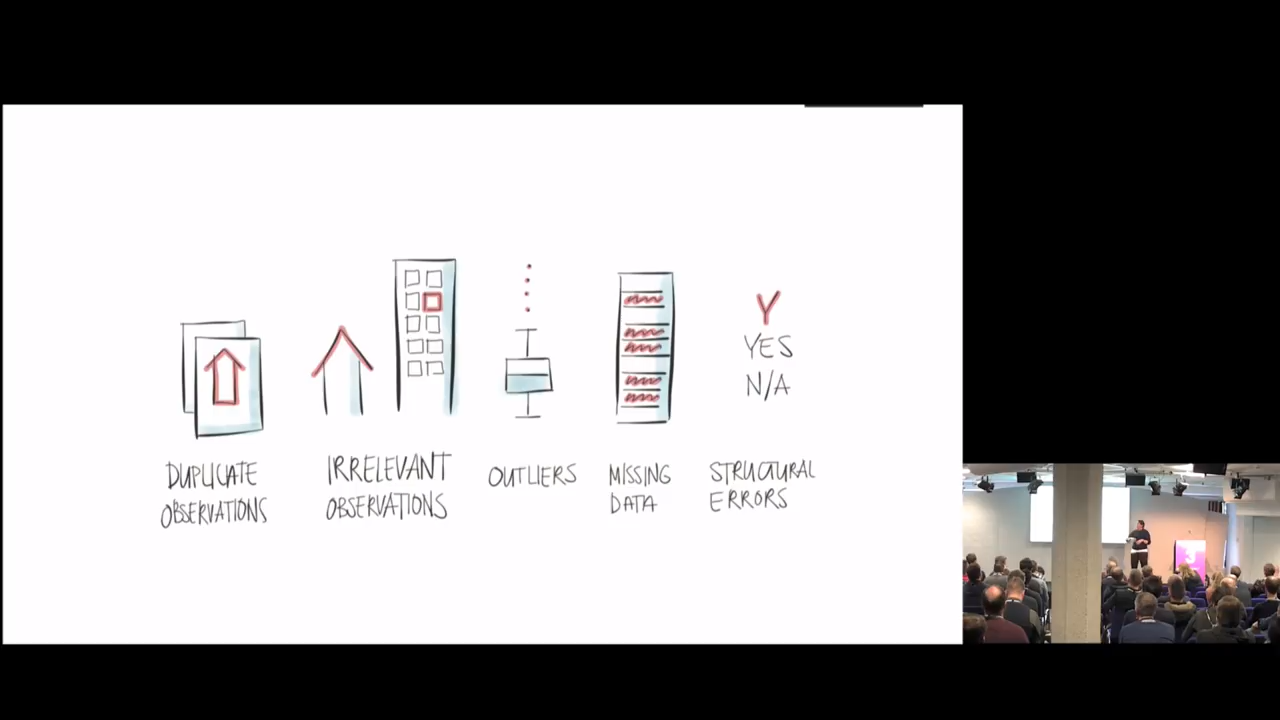 Y
YES
N/A
DUPLICATE
OBSERVATIONS
IRRELEVANT
OBSERVATIONS
OUTLIERS
MISSING
DATA
STRUCTURAL
ERRORS